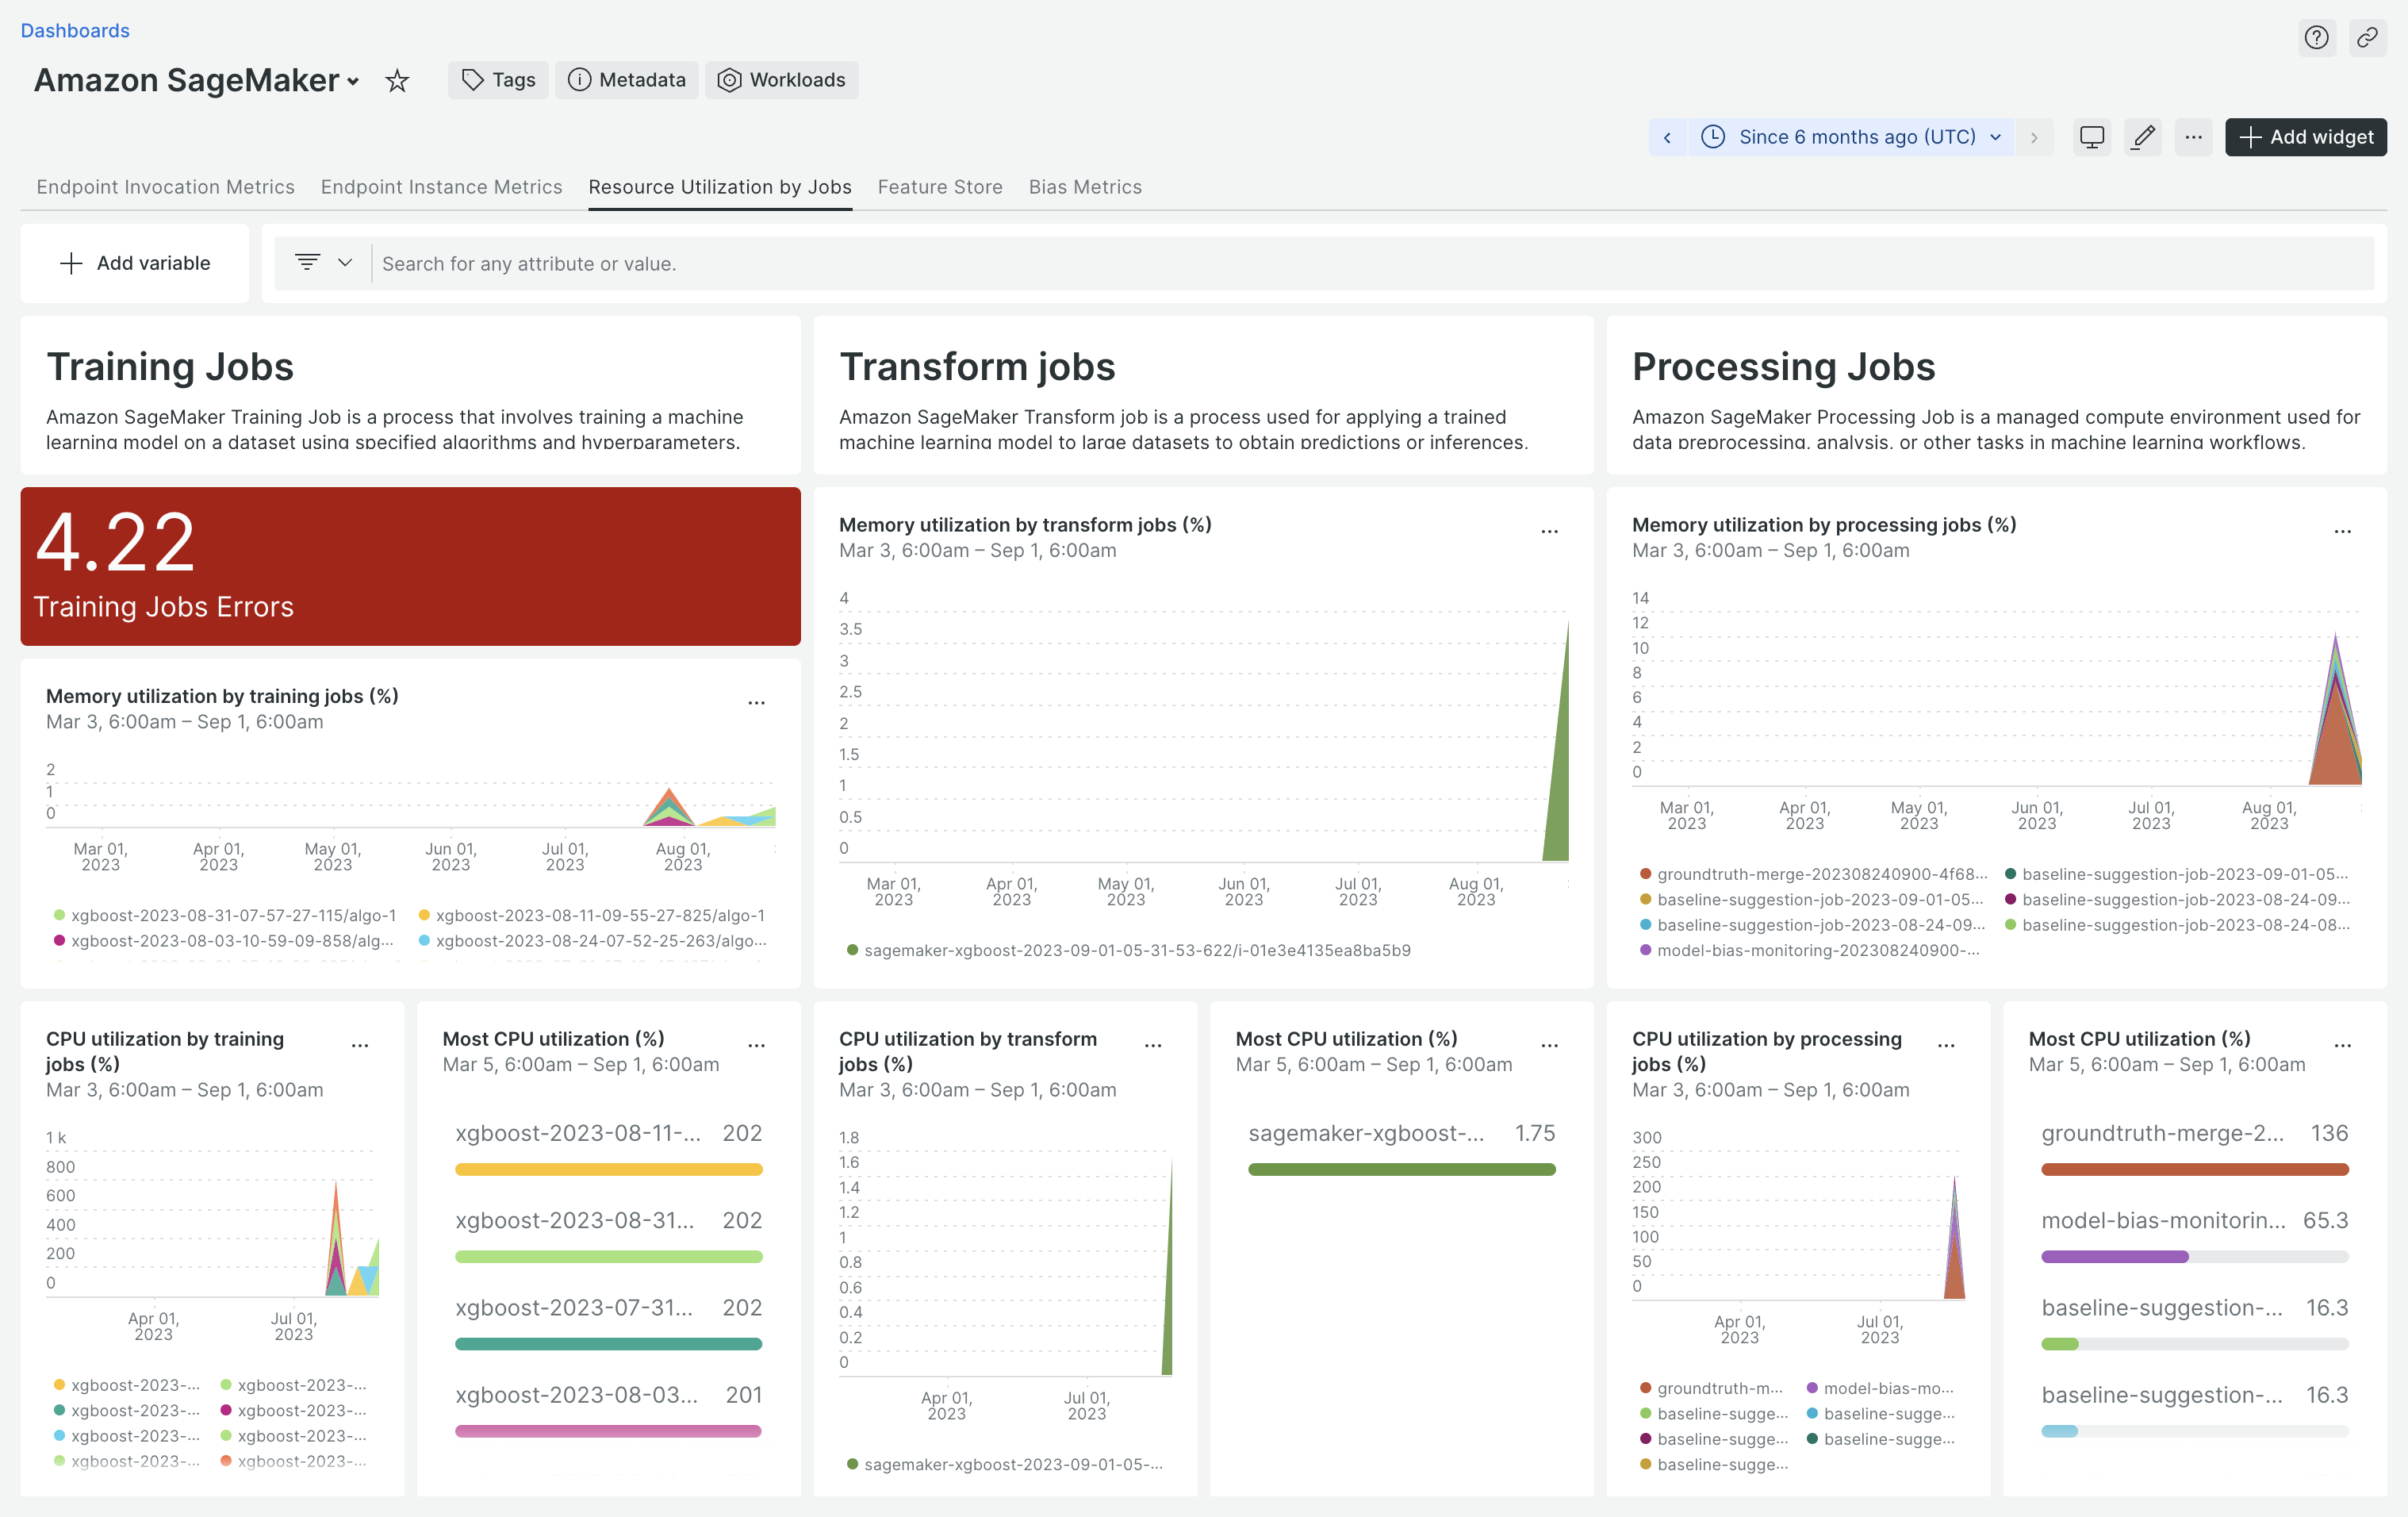 Dashboards
Amazon SageMaker
Tags
Metadata
Workloads
Since 6 months ago (UTC)
Add widget
Endpoint Invocation Metrics
Endpoint Instance Metrics
Resource Utilization by Jobs
Feature Store
Bias Metrics
Add variable
Search for any attribute or value.
Training Jobs
Amazon SageMaker Training Job is a process that involves training a machine
learning model on a dataset using specified algorithms and hyperparameters.
Transform jobs
Amazon SageMaker Transform job is a process used for applying a trained
machine learning model to large datasets to obtain predictions or inferences.
Processing Jobs
Amazon SageMaker Processing Job is a managed compute environment used for
data preprocessing, analysis, or other tasks in machine learning workflows.
4.22
Training Jobs Errors
Memory utilization by training jobs (%)
Mar 3, 6:00am – Sep 1, 6:00am
2
1
0
Mar 01,
2023
Apr 01,
2023
May 01,
2023
Jun 01,
2023
Jul 01,
2023
Aug 01,
2023
xgboost-2023-08-31-07-57-27-115/algo-1
xgboost-2023-08-11-09-55-27-825/algo-1
xgboost-2023-08-03-10-59-09-858/alg...
xgboost-2023-08-24-07-52-25-263/algo...
Memory utilization by transform jobs (%)
Mar 3, 6:00am – Sep 1, 6:00am
4
3.5
3
2.5
2
1.5
1
0.5
0
Mar 01,
2023
Apr 01,
2023
May 01,
2023
Jun 01,
2023
Jul 01,
2023
Aug 01,
2023
sagemaker-xgboost-2023-09-01-05-31-53-622/i-01e3e4135ea8ba5b9
Memory utilization by processing jobs (%)
Mar 3, 6:00am – Sep 1, 6:00am
14
12
10
8
6
4
2
0
Mar 01,
2023
Apr 01,
2023
May 01,
2023
Jun 01,
2023
Jul 01,
2023
Aug 01,
2023
groundtruth-merge-202308240900-4f68...
baseline-suggestion-job-2023-09-01-05...
baseline-suggestion-job-2023-09-01-05...
baseline-suggestion-job-2023-08-24-09...
baseline-suggestion-job-2023-08-24-09...
baseline-suggestion-job-2023-08-24-08...
model-bias-monitoring-202308240900-...
CPU utilization by training
jobs (%)
Mar 3, 6:00am – Sep 1, 6:00am
1 k
800
600
400
200
0
Apr 01,
2023
Jul 01,
2023
xgboost-2023-...
xgboost-2023-...
xgboost-2023-...
xgboost-2023-...
xgboost-2023-...
xgboost-2023-...
xgboost-2023-...
xgboost-2023-...
Most CPU utilization (%)
Mar 5, 6:00am – Sep 1, 6:00am
xgboost-2023-08-11-... 202
xgboost-2023-08-31... 202
xgboost-2023-07-31... 202
xgboost-2023-08-03... 201
CPU utilization by transform
jobs (%)
Mar 3, 6:00am – Sep 1, 6:00am
1.8
1.6
1.4
1.2
1
0.8
0.6
0.4
0.2
0
Apr 01,
2023
Jul 01,
2023
sagemaker-xgboost-2023-09-01-05-...
Most CPU utilization (%)
Mar 5, 6:00am – Sep 1, 6:00am
sagemaker-xgboost-... 1.75
CPU utilization by processing
jobs (%)
Mar 3, 6:00am – Sep 1, 6:00am
300
250
200
150
100
50
0
Apr 01,
2023
Jul 01,
2023
groundtruth-m...
model-bias-mo...
baseline-sugge...
baseline-sugge...
baseline-sugge...
baseline-sugge...
baseline-sugge...
Most CPU utilization (%)
Mar 5, 6:00am – Sep 1, 6:00am
groundtruth-merge-2... 136
model-bias-monitorin... 65.3
baseline-suggestion-... 16.3
baseline-suggestion-... 16.3